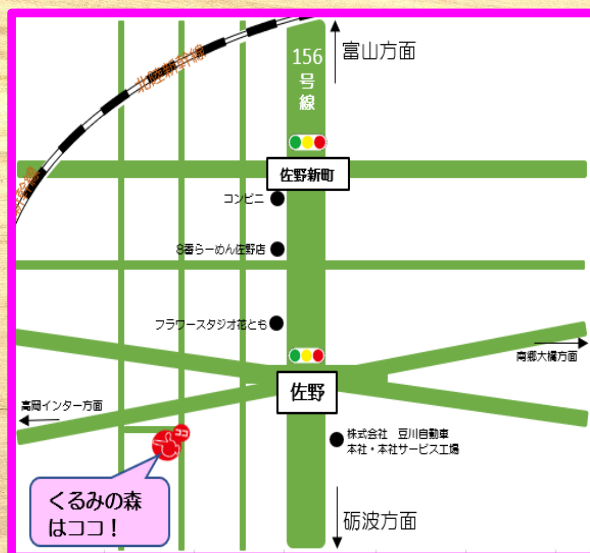 富山方面
156
号
線
北陸新幹線
佐野新町
コンビニ
8番らーめん佐野店
フラワースタジオ花とも
南郷大橋方面
佐野
高岡インター方面
ココ
株式会社 豆川自動車
本社・本社サービス工場
くるみの森
はココ！
砺波方面